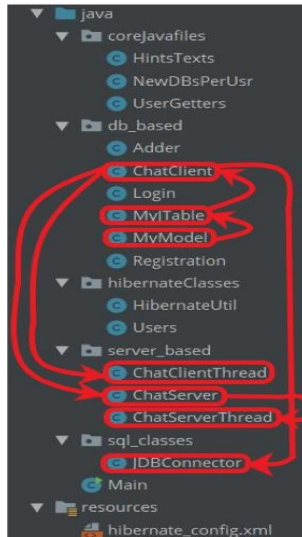 java
coreJavafiles
HintsTexts
NewDBsPerUsr
UserGetters
db_based
Adder
ChatClient
Login
MyJTable
MyModel
Registration
hibernateClasses
HibernateUtil
Users
server_based
ChatClientThread
ChatServer
ChatServerThread
sql_classes
JDBConnector
Main
resources
hibernate_config.xml